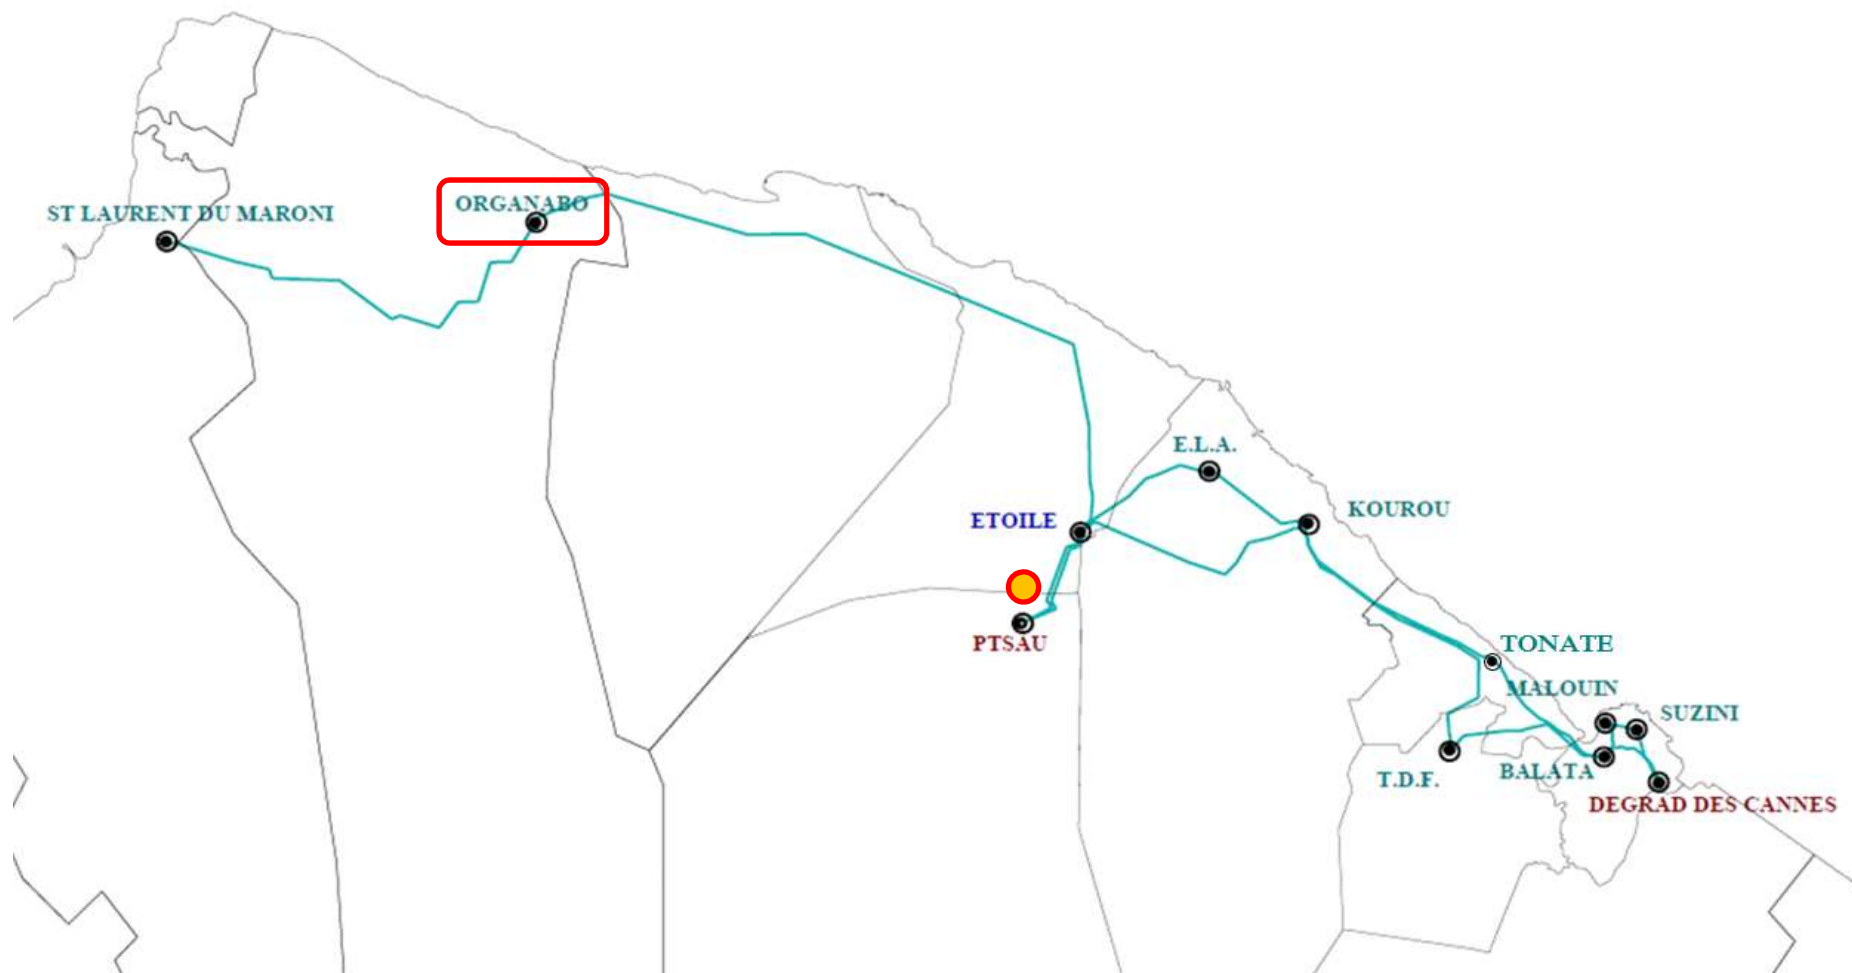 ORGANABO
ST LAURENT DU MARONI
E.L.A.
KOUROU
ETOILE
PTSAU
TONATE
MALOUIN
SUZINI
BALATA
T.D.F.
DEGRAD DES CANNES